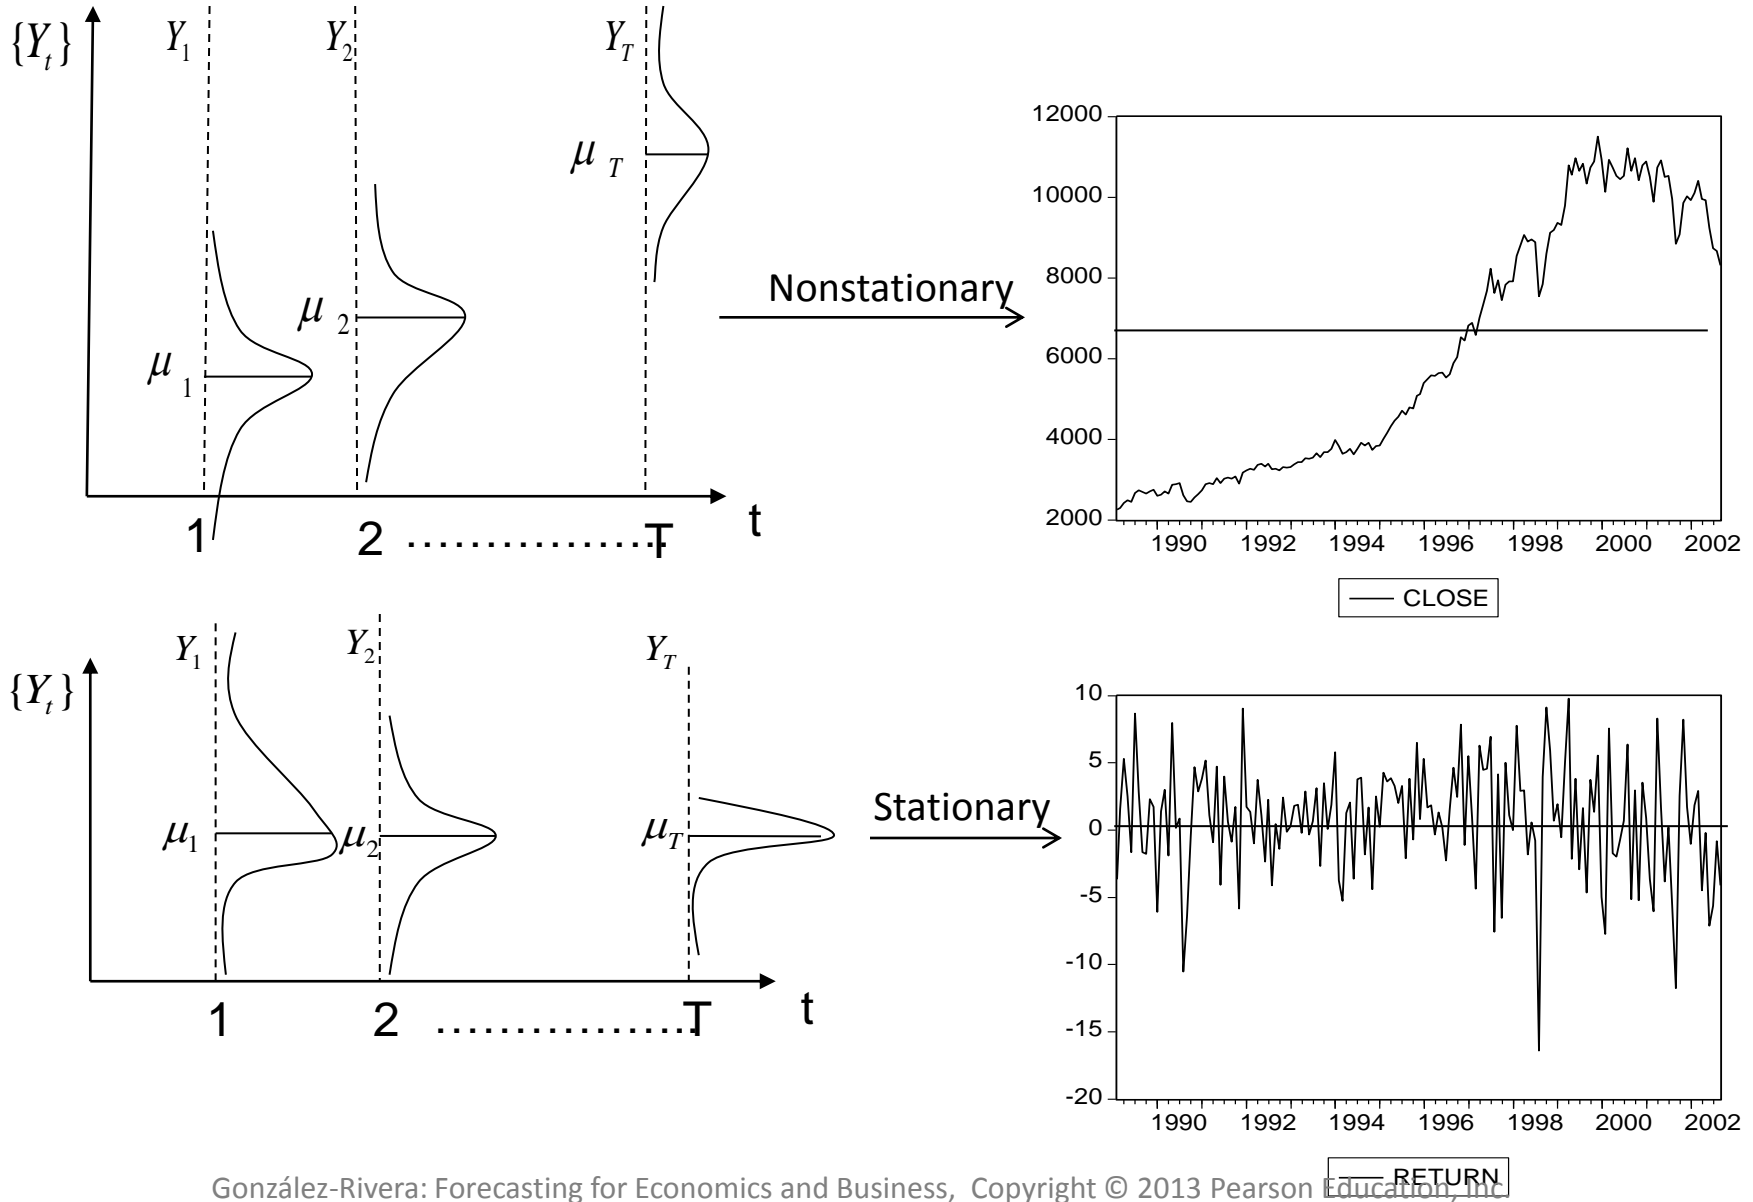 {Y_t}
Y_1
Y_2
Y_T
μ_T
μ_2
μ_1
1
2
................
T
t
Nonstationary
12000
10000
8000
6000
4000
2000
1990 1992 1994 1996 1998 2000 2002
CLOSE
{Y_t}
Y_1
Y_2
Y_T
μ_1
μ_2
μ_T
1
2
................
T
t
Stationary
10
5
0
-5
-10
-15
-20
1990 1992 1994 1996 1998 2000 2002
RETURN
González-Rivera: Forecasting for Economics and Business, Copyright © 2013 Pearson Education, Inc.